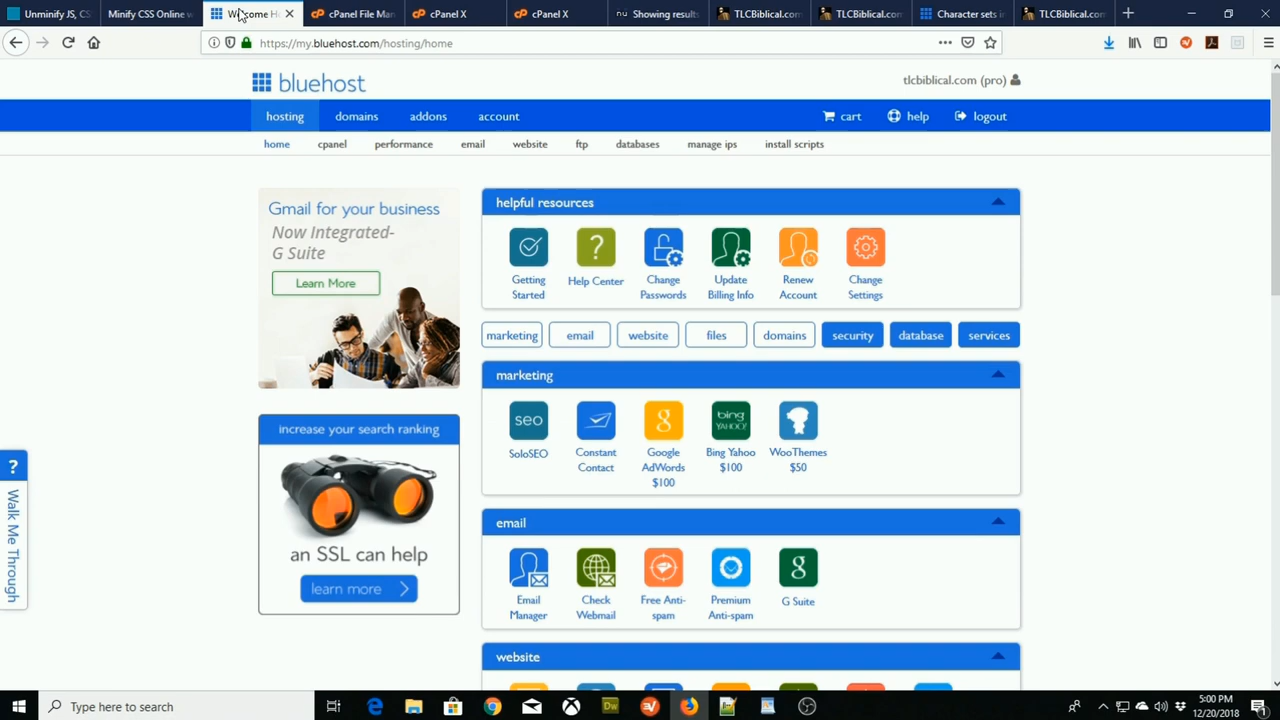 Unminify JS, CS
Minify CSS Online
Welcome H
cPanel File Man
cPanel X
cPanel X
Showing results
TLCBiblical.com
TLCBiblical.com
Character sets in
TLCBiblical.com
https://my.bluehost.com/hosting/home
bluehost
tlcbiblical.com (pro)
hosting domains addons account cart help logout
home cpanel performance email website ftp databases manage ips install scripts
Gmail for your business
Now Integrated-
G Suite
Learn More
increase your search ranking
an SSL can help
learn more
helpful resources
Getting Started
Help Center
Change Passwords
Update Billing Info
Renew Account
Change Settings
marketing email website files domains security database services
marketing
seo
SoloSEO
Constant Contact
g
Google AdWords $100
bing YAHOO!
Bing Yahoo $100
WooThemes $50
email
Email Manager
Check Webmail
Free Anti-spam
Premium Anti-spam
g
G Suite
website
? Walk Me Through
Type here to search
Dw
5:00 PM
12/20/2018